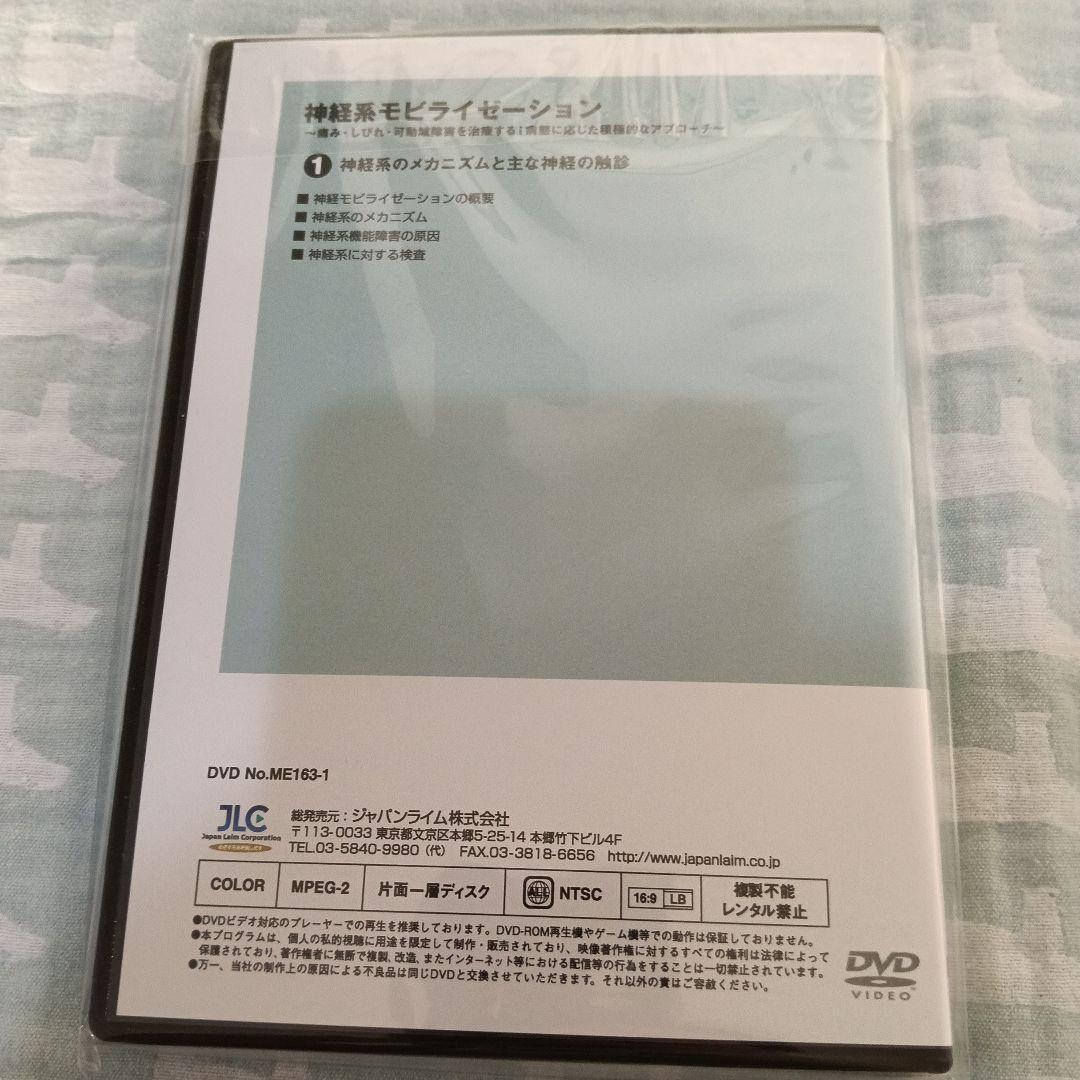 神経系モビライゼーション
～痛み・しびれ・可動域障害を治療する！病態に応じた積極的なアプローチ～
1 神経系のメカニズムと主な神経の触診
■ 神経モビライゼーションの概要
■ 神経系のメカニズム
■ 神経系機能障害の原因
■ 神経系に対する検査
DVD No.ME163-1
JLC
Japan Laim Corporation
総発売元：ジャパンライム株式会社
〒113-0033 東京都文京区本郷5-25-14 本郷竹下ビル4F
TEL.03-5840-9980（代） FAX.03-3818-6656 http://www.japanlaim.co.jp
COLOR MPEG-2 片面一層ディスク ALL NTSC 16:9 LB 複製不能
レンタル禁止
●DVDビデオ対応のプレーヤーでの再生を推奨しております。DVD-ROM再生機やゲーム機等での動作は保証しておりません。
●本プログラムは、個人の私的視聴に用途を限定して制作・販売されており、映像著作権に対するすべての権利は法律によって
保護されており、著作権者に無断で複製、改造、またインターネット等における配信等の行為をすることは一切禁止されています。
●万一、当社の制作上の原因による不良品は同じDVDと交換させていただきます。それ以外の責はご容赦ください。
DVD
VIDEO